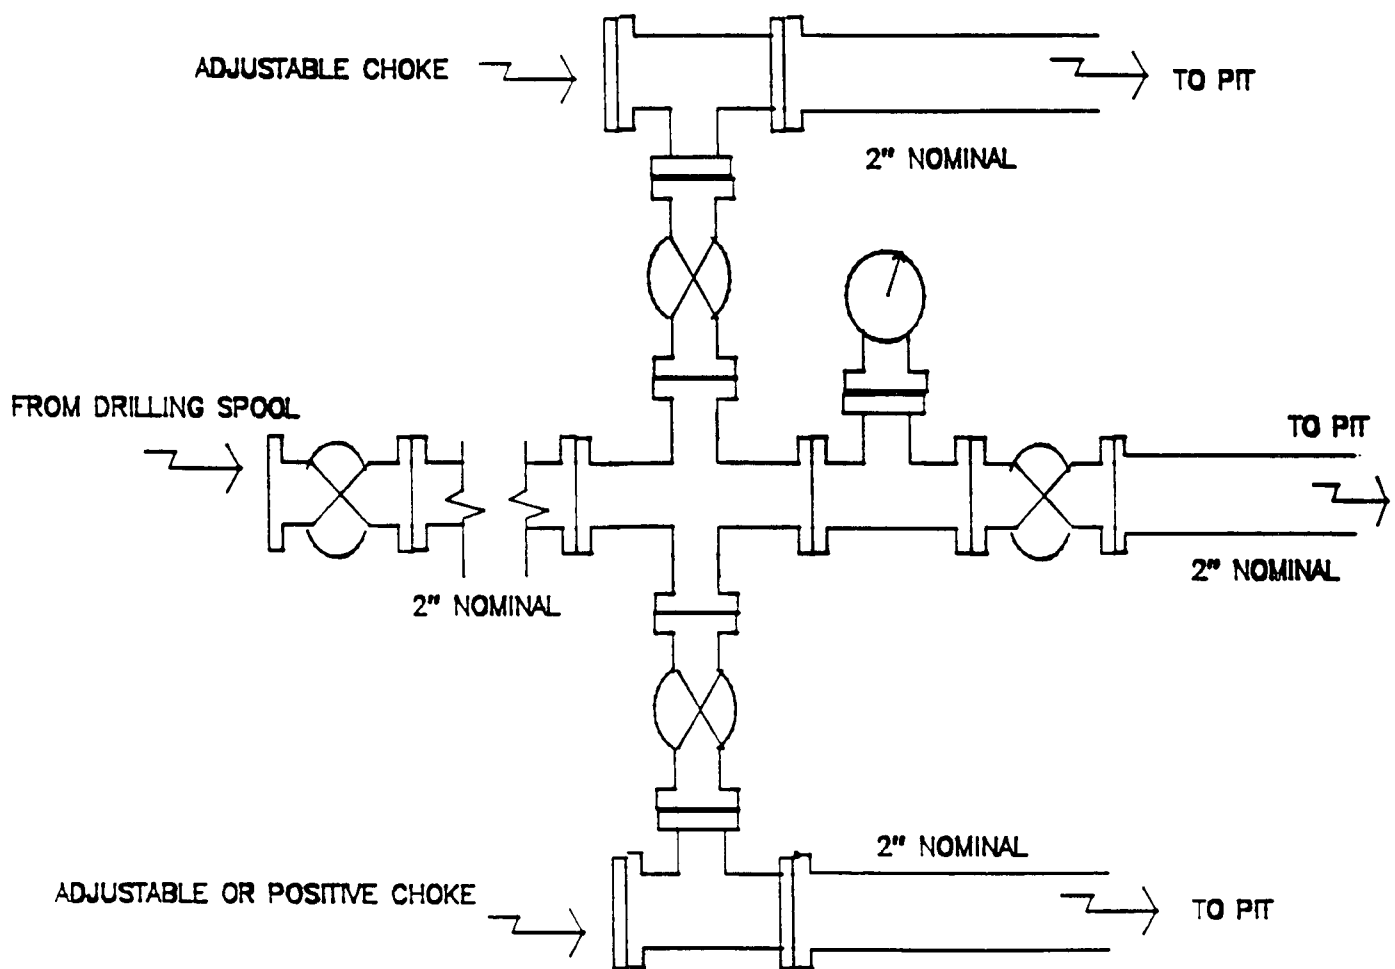 ADJUSTABLE CHOKE
TO PIT
2" NOMINAL
FROM DRILLING SPOOL
TO PIT
2" NOMINAL
2" NOMINAL
2" NOMINAL
ADJUSTABLE OR POSITIVE CHOKE
TO PIT